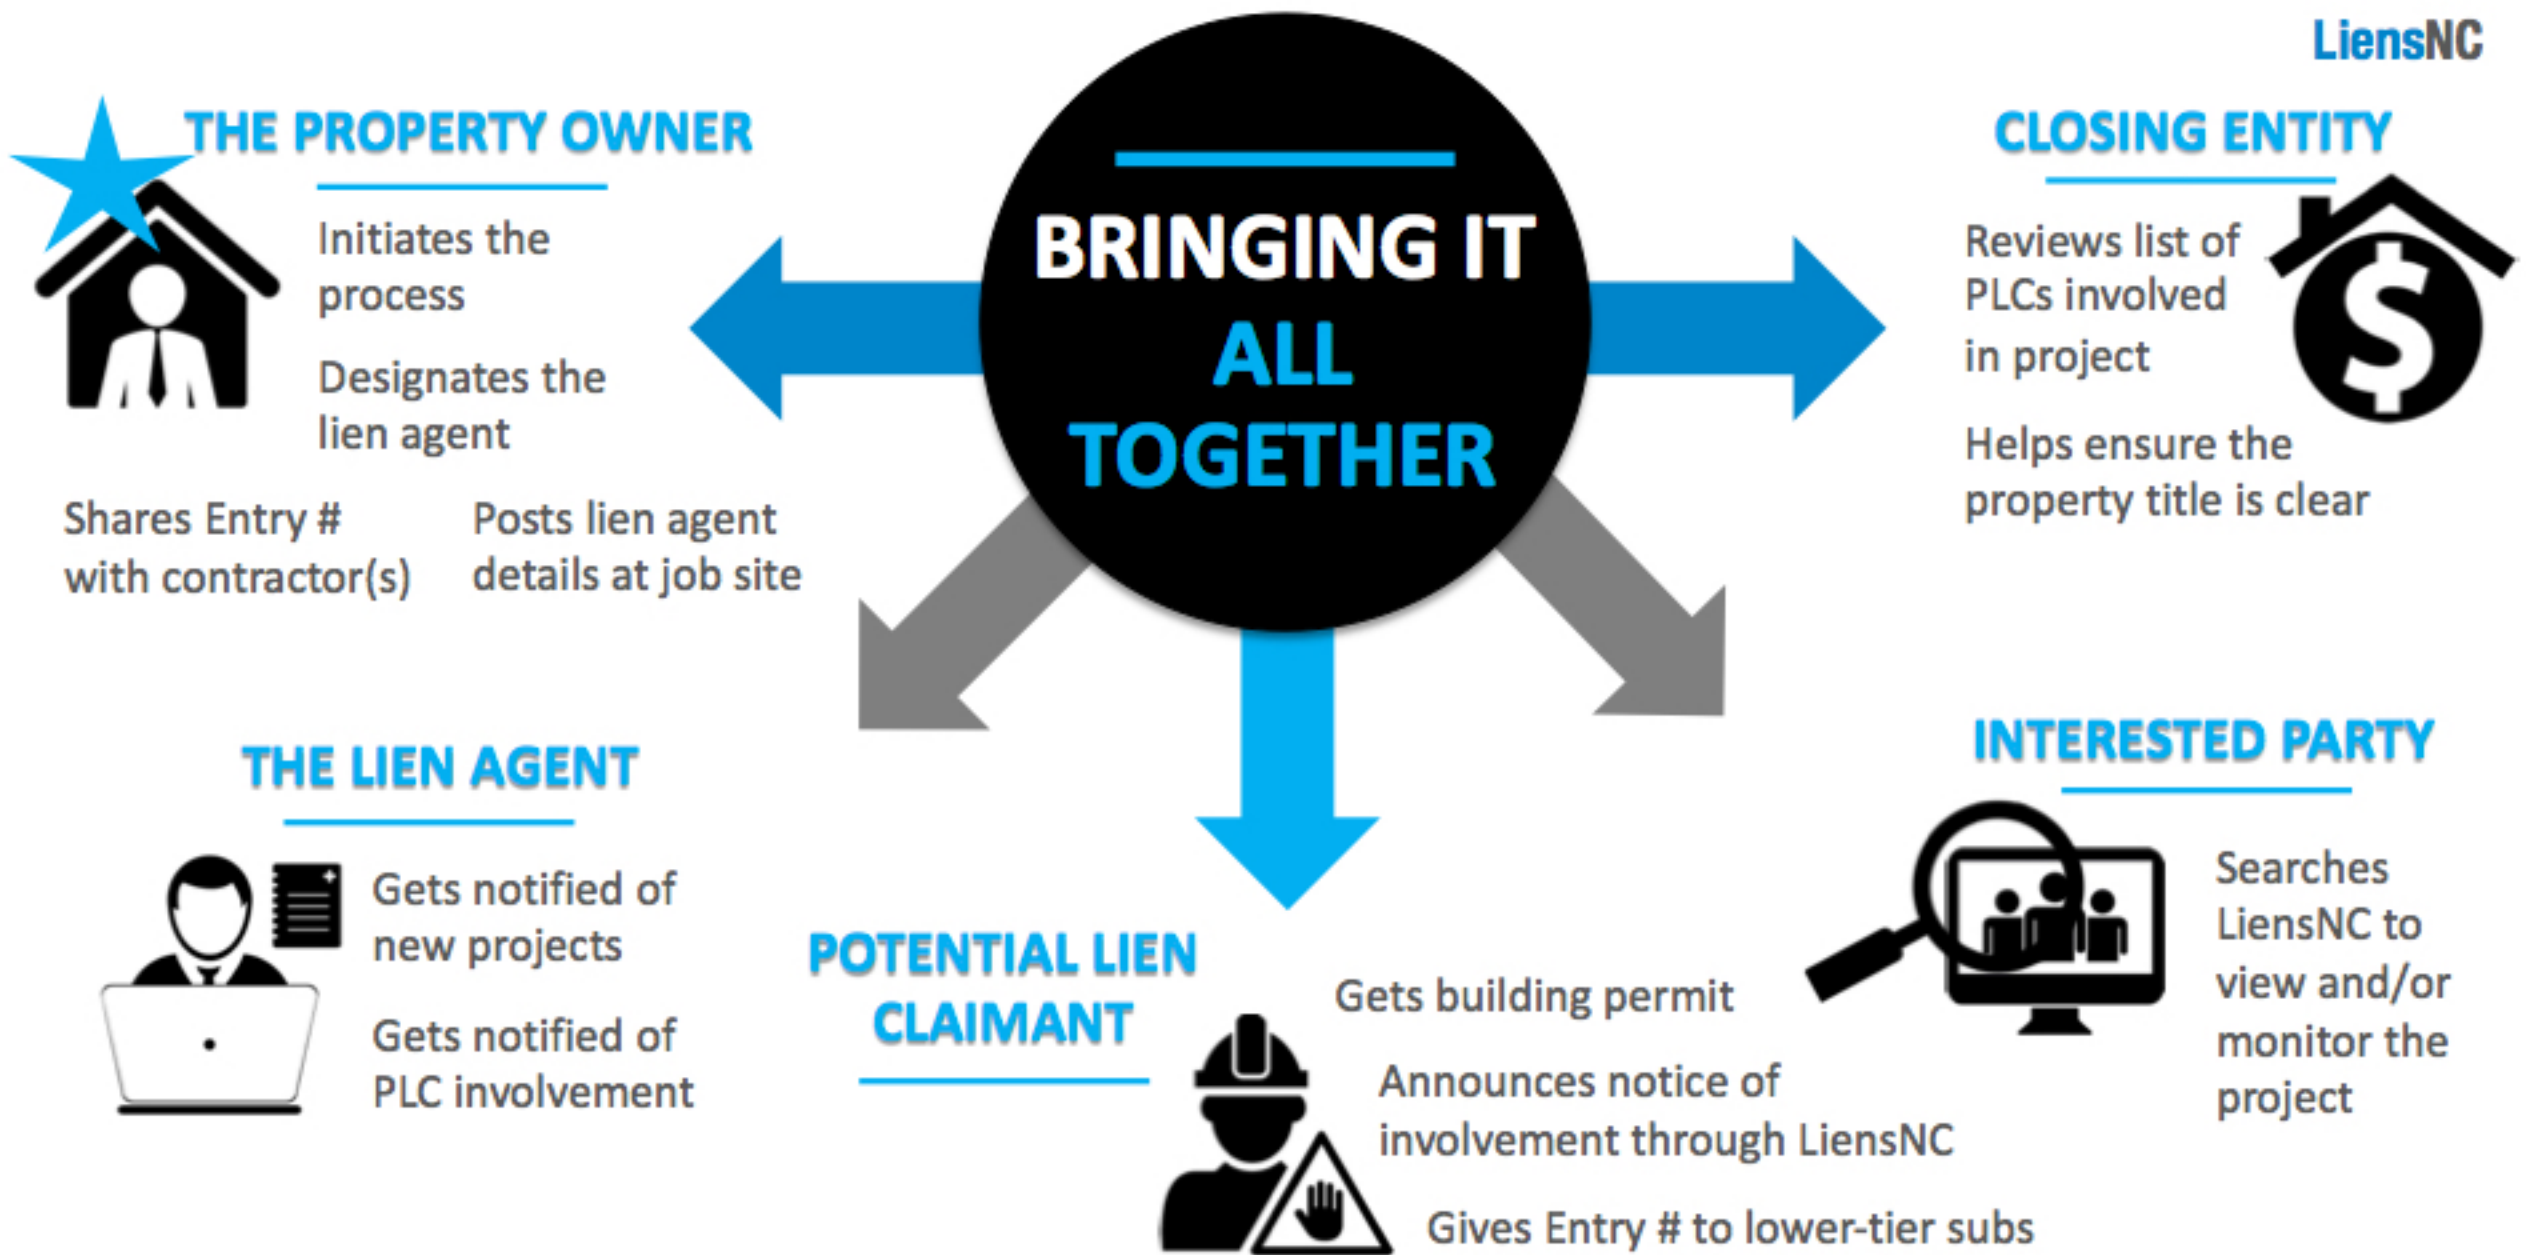 LiensNC
THE PROPERTY OWNER
Initiates the
process
Designates the
lien agent
Shares Entry #
with contractor(s)
Posts lien agent
details at job site
BRINGING IT
ALL
TOGETHER
CLOSING ENTITY
Reviews list of
PLCs involved
in project
Helps ensure the
property title is clear
THE LIEN AGENT
Gets notified of
new projects
Gets notified of
PLC involvement
POTENTIAL LIEN
CLAIMANT
Gets building permit
Announces notice of
involvement through LiensNC
Gives Entry # to lower-tier subs
INTERESTED PARTY
Searches
LiensNC to
view and/or
monitor the
project